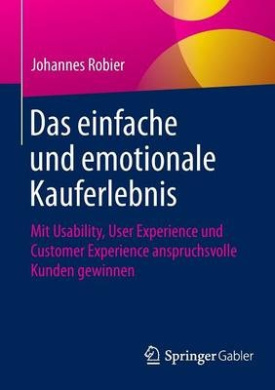 Johannes Robier
Das einfache
und emotionale
Kauferlebnis
Mit Usability, User Experience und
Customer Experience anspruchsvolle
Kunden gewinnen
Springer Gabler